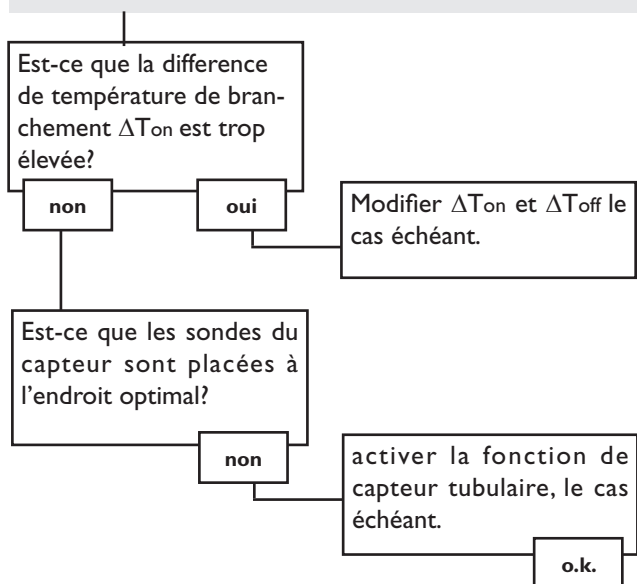 Est-ce que la difference
de température de bran-
chement ΔTon est trop
élevée?
non
oui
Modifier ΔTon et ΔToff le
cas échéant.
Est-ce que les sondes du
capteur sont placées à
l'endroit optimal?
non
activer la fonction de
capteur tubulaire, le cas
échéant.
o.k.